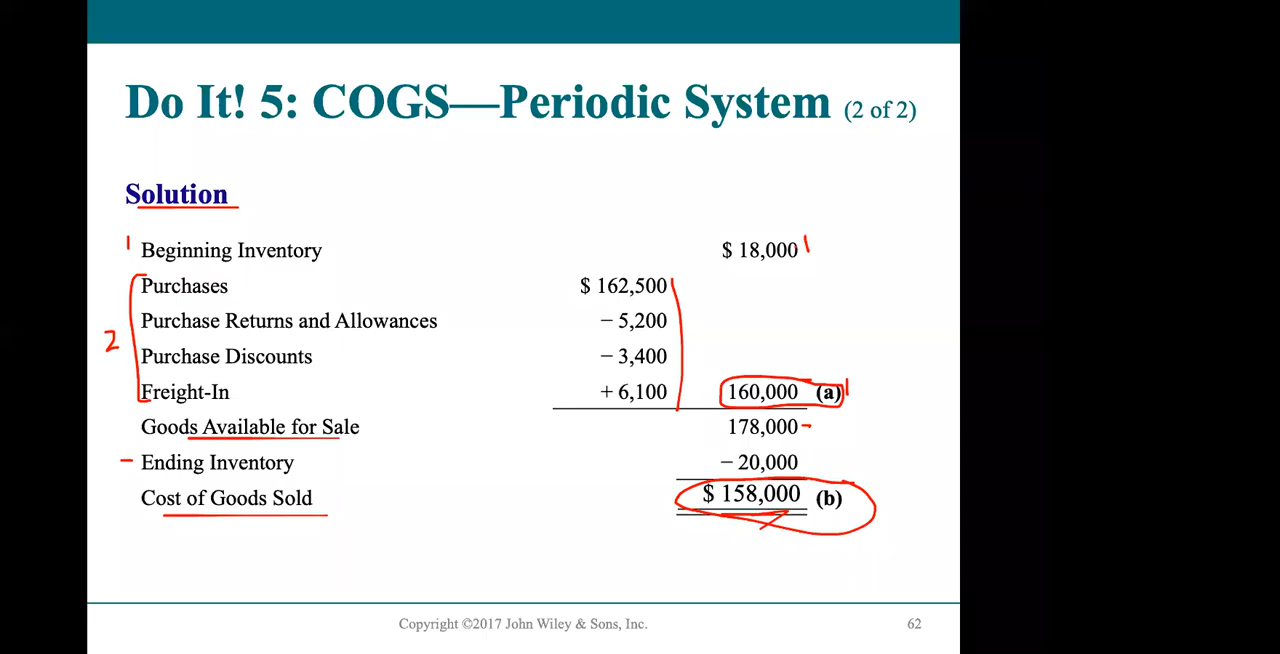 Do It! 5: COGS—Periodic System (2 of 2)
Solution
1 Beginning Inventory $ 18,000
Purchases $ 162,500
Purchase Returns and Allowances − 5,200
2
Purchase Discounts − 3,400
Freight-In + 6,100 160,000 (a)
Goods Available for Sale 178,000
Ending Inventory − 20,000
Cost of Goods Sold $ 158,000 (b)
Copyright ©2017 John Wiley & Sons, Inc. 62